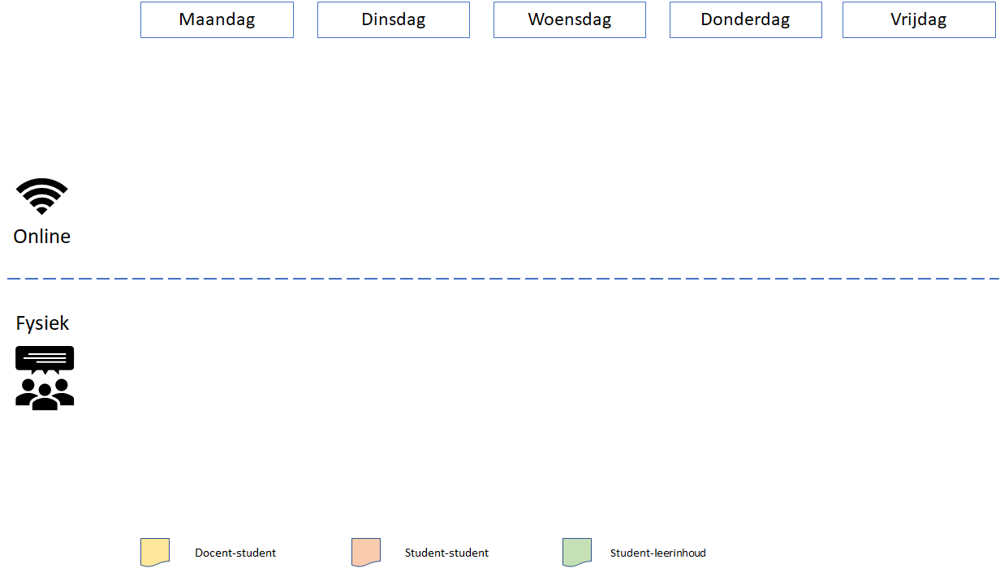 Maandag Dinsdag Woensdag Donderdag Vrijdag
Online
Fysiek
Docent-student Student-student Student-leerinhoud